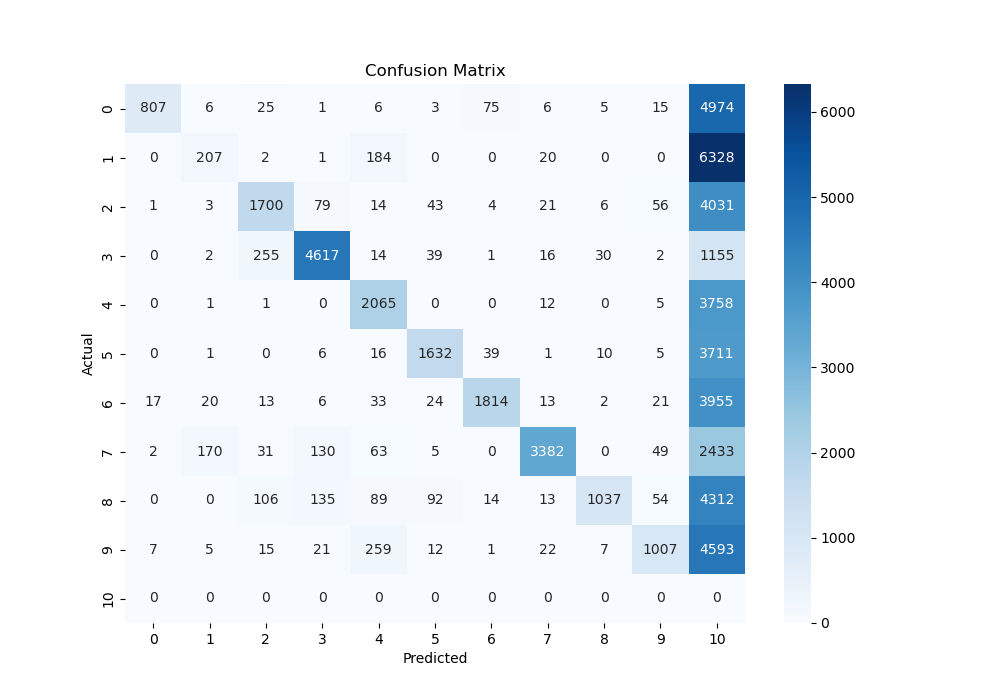 Confusion Matrix
0 807 6 25 1 6 3 75 6 5 15 4974
1 0 207 2 1 184 0 0 20 0 0 6328
2 1 3 1700 79 14 43 4 21 6 56 4031
3 0 2 255 4617 14 39 1 16 30 2 1155
4 0 1 1 0 2065 0 0 12 0 5 3758
5 0 1 0 6 16 1632 39 1 10 5 3711
6 17 20 13 6 33 24 1814 13 2 21 3955
7 2 170 31 130 63 5 0 3382 0 49 2433
8 0 0 106 135 89 92 14 13 1037 54 4312
9 7 5 15 21 259 12 1 22 7 1007 4593
10 0 0 0 0 0 0 0 0 0 0 0
0 1 2 3 4 5 6 7 8 9 10
Predicted
Actual
6000
5000
4000
3000
2000
1000
0